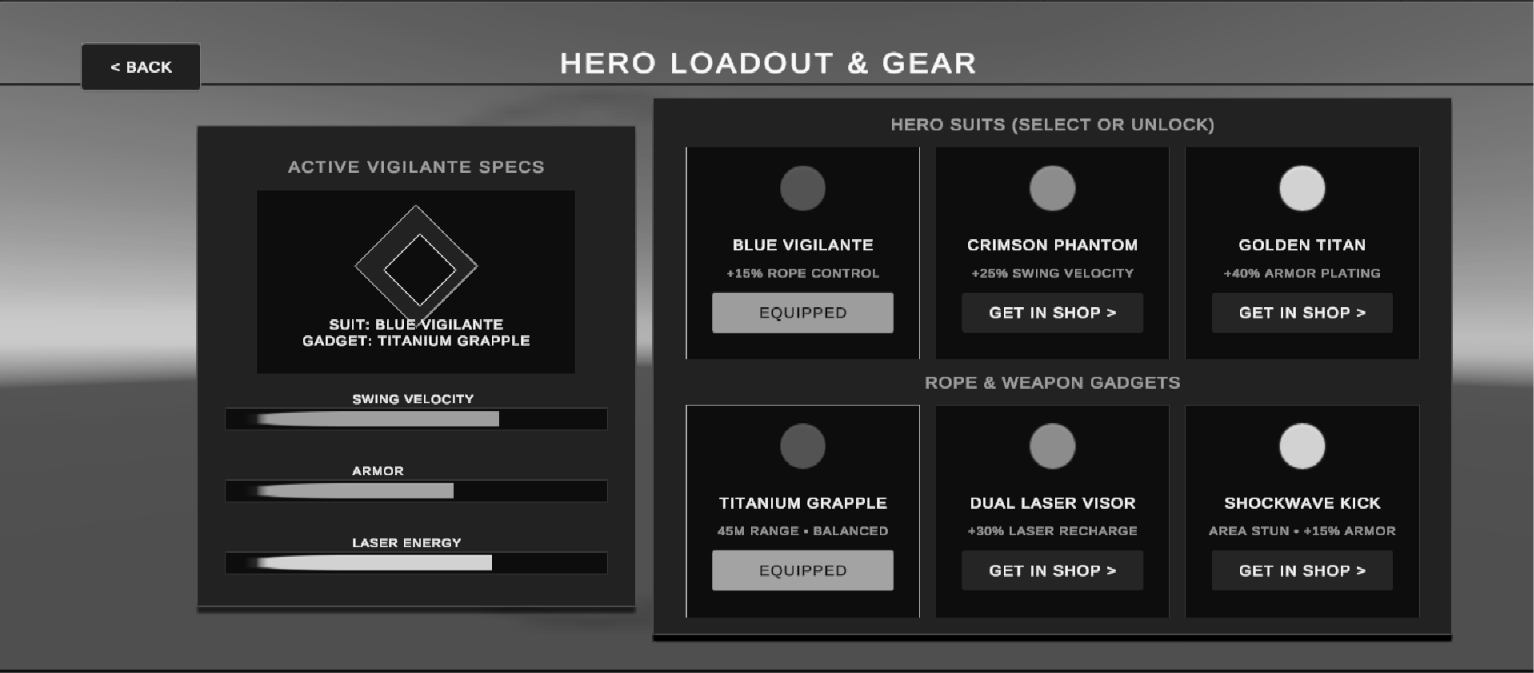 < BACK
HERO LOADOUT & GEAR
ACTIVE VIGILANTE SPECS
SUIT: BLUE VIGILANTE
GADGET: TITANIUM GRAPPLE
SWING VELOCITY
ARMOR
LASER ENERGY
HERO SUITS (SELECT OR UNLOCK)
BLUE VIGILANTE
+15% ROPE CONTROL
EQUIPPED
CRIMSON PHANTOM
+25% SWING VELOCITY
GET IN SHOP >
GOLDEN TITAN
+40% ARMOR PLATING
GET IN SHOP >
ROPE & WEAPON GADGETS
TITANIUM GRAPPLE
45M RANGE • BALANCED
EQUIPPED
DUAL LASER VISOR
+30% LASER RECHARGE
GET IN SHOP >
SHOCKWAVE KICK
AREA STUN • +15% ARMOR
GET IN SHOP >